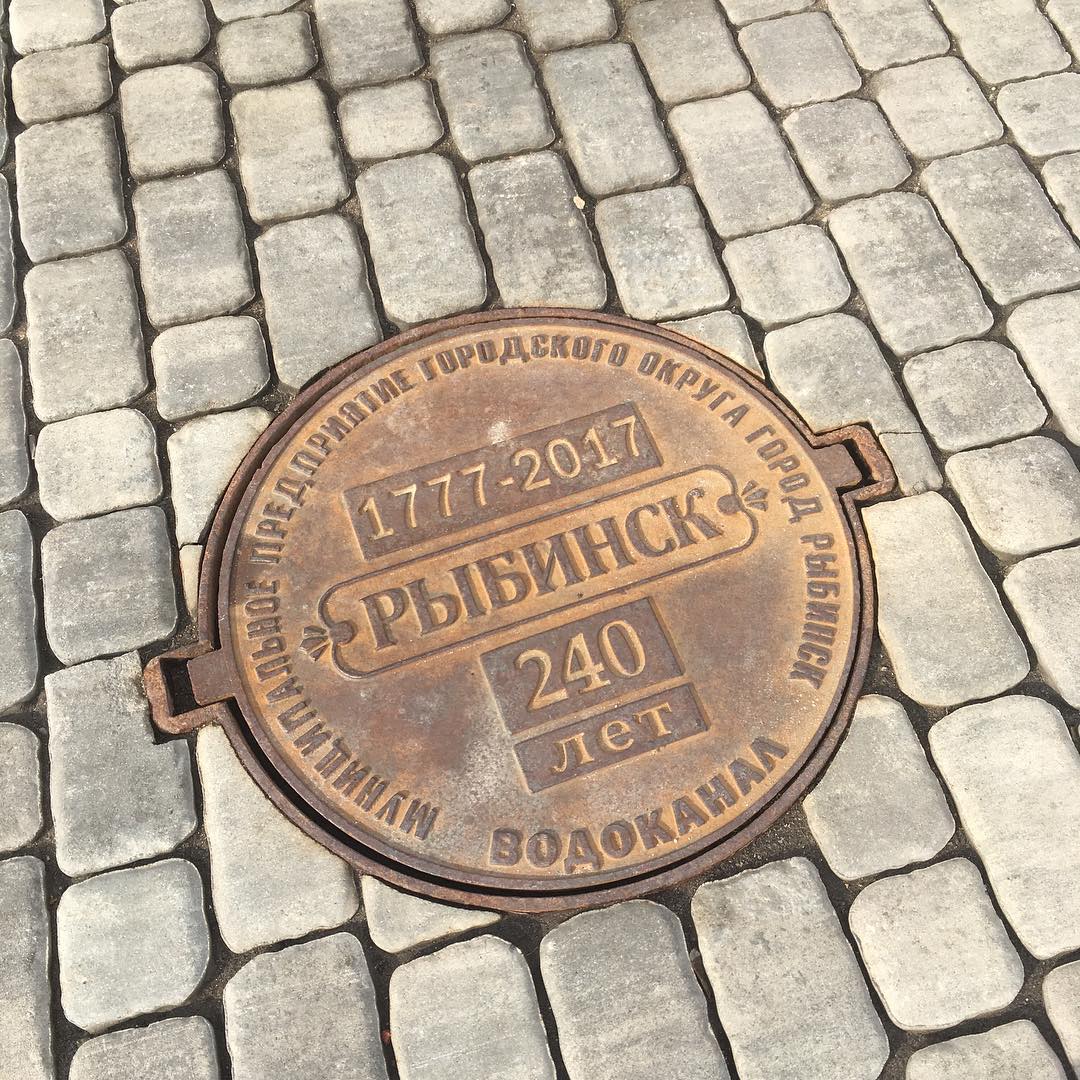 МУНИЦИПАЛЬНОЕ ПРЕДПРИЯТИЕ ГОРОДСКОГО ОКРУГА ГОРОД РЫБИНСК
1777-2017
РЫБИНСК
240
лет
ВОДОКАНАЛ